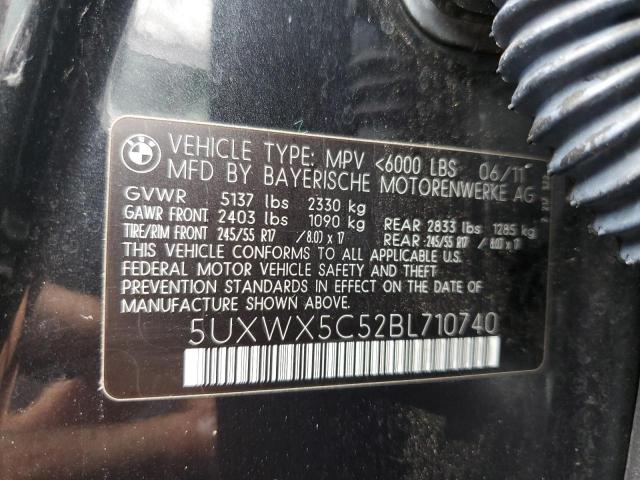 BMW
VEHICLE TYPE: MPV <6000 LBS 06/11
MFD BY BAYERISCHE MOTORENWERKE AG
GVWR 5137 lbs 2330 kg
GAWR FRONT: 2403 lbs 1090 kg REAR 2833 lbs 1285 kg
TIRE/RIM FRONT: 245/55 R17 / 8.0J x 17 REAR 245/55 R17 / 8.0J x 17
THIS VEHICLE CONFORMS TO ALL APPLICABLE U.S.
FEDERAL MOTOR VEHICLE SAFETY AND THEFT
PREVENTION STANDARDS IN EFFECT ON THE DATE OF
MANUFACTURE SHOWN ABOVE:
5UXWX5C52BL710740